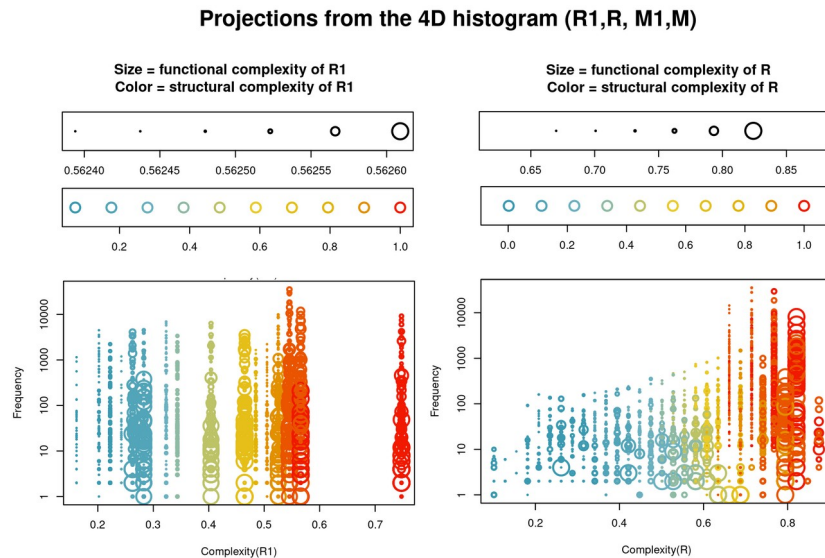 Projections from the 4D histogram (R1,R, M1,M)
Size = functional complexity of R1
Color = structural complexity of R1
0.56240 0.56245 0.56250 0.56255 0.56260
0.2 0.4 0.6 0.8 1.0
Frequency
10000
1000
100
10
1
0.2 0.3 0.4 0.5 0.6 0.7
Complexity(R1)
Size = functional complexity of R
Color = structural complexity of R
0.65 0.70 0.75 0.80 0.85
0.0 0.2 0.4 0.6 0.8 1.0
Frequency
10000
1000
100
10
1
0.2 0.4 0.6 0.8
Complexity(R)